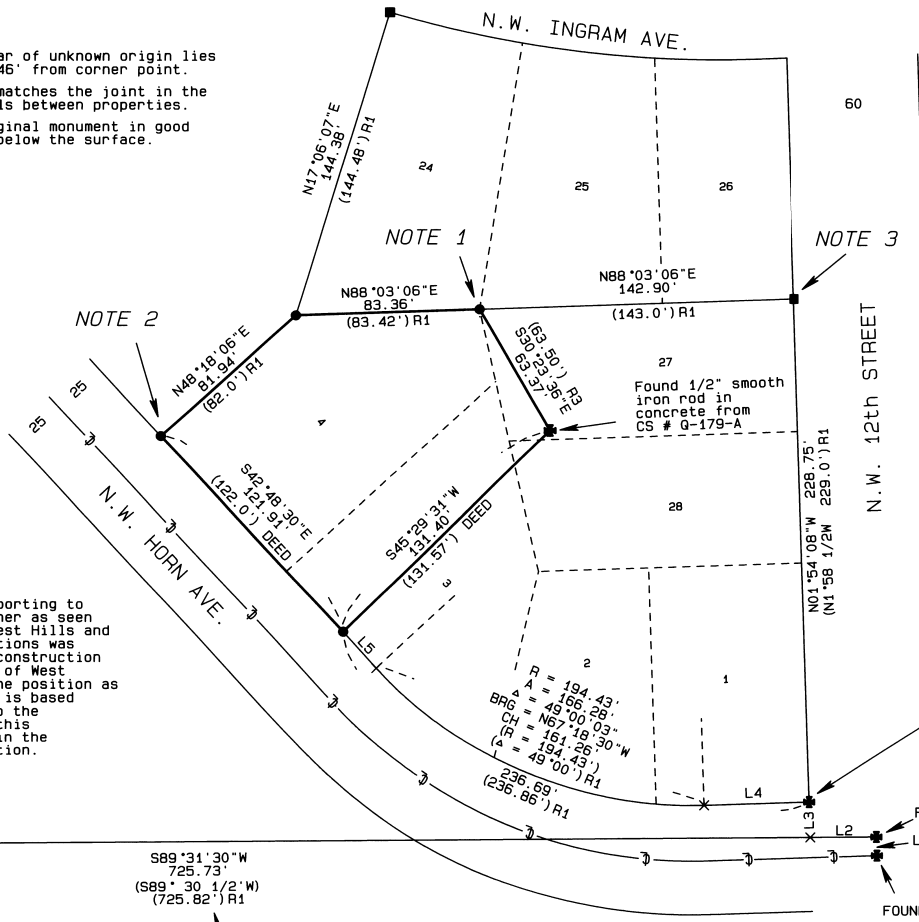 N.W. INGRAM AVE.
ar of unknown origin lies
46' from corner point.
matches the joint in the
ls between properties.
ginal monument in good
below the surface.
60
N17°06'07"E
144.38'
(144.48')R1
24
25
26
NOTE 1
NOTE 3
N88°03'06"E
142.90'
(143.0')R1
N88°03'06"E
83.36'
(83.42')R1
NOTE 2
N48°18'06"E
81.94'
(82.0')R1
(63.50') R3
S30°23'36"E
63.37'
27
Found 1/2" smooth
iron rod in
concrete from
CS # Q-179-A
N.W. 12th STREET
25
25
4
S42°48'30"E
121.91'
(122.0') DEED
S45°29'31"W
131.40'
(131.57') DEED
N01°54'08"W 228.75'
(N1°58 1/2W 229.0')R1
28
N.W. HORN AVE.
3
porting to
ner as seen
est Hills and
tions was
construction
of West
ne position as
is based
o the
this
in the
tion.
L5
2
1
R = 194.43'
A = 166.28'
Δ = 49°00'03"
BRG = N67°18'30"W
CH = 161.26'
(R = 194.43')
(Δ = 49°00')R1
236.69'
(236.86')R1
L4
L3
L2
F
L
S89°31'30"W
725.73'
(S89° 30 1/2'W)
(725.82')R1
FOUN